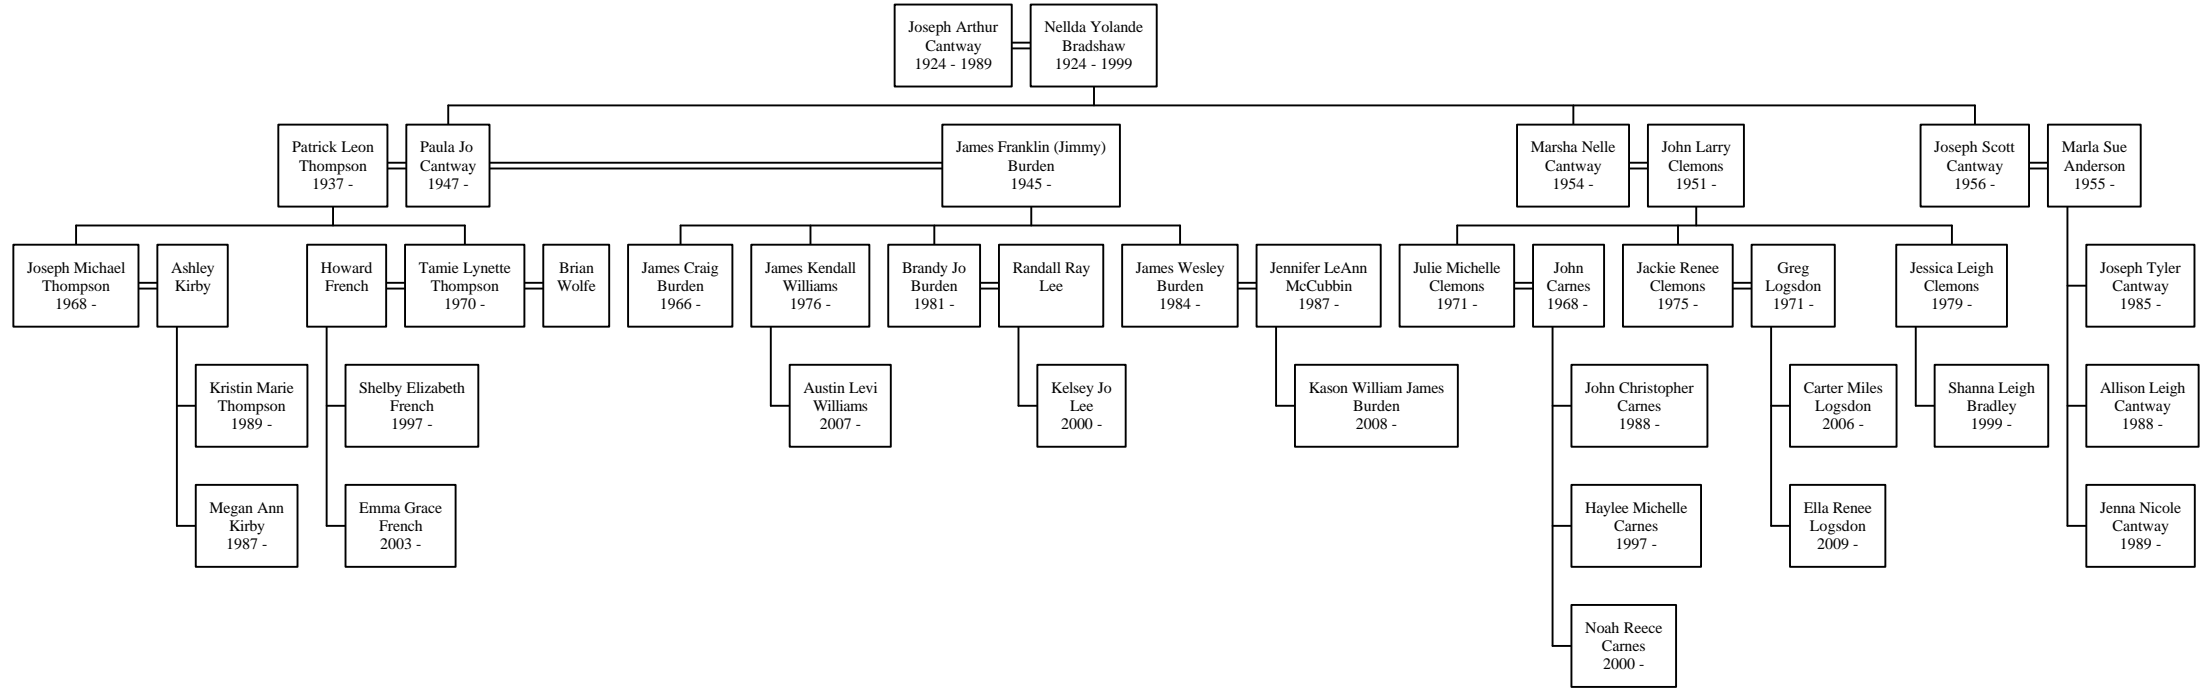 Joseph Arthur
Cantway
1924 - 1989
Nellda Yolande
Bradshaw
1924 - 1999
Patrick Leon
Thompson
1937 -
Paula Jo
Cantway
1947 -
James Franklin (Jimmy)
Burden
1945 -
Marsha Nelle
Cantway
1954 -
John Larry
Clemons
1951 -
Joseph Scott
Cantway
1956 -
Marla Sue
Anderson
1955 -
Joseph Michael
Thompson
1968 -
Ashley
Kirby
Howard
French
Tamie Lynette
Thompson
1970 -
Brian
Wolfe
James Craig
Burden
1966 -
James Kendall
Williams
1976 -
Brandy Jo
Burden
1981 -
Randall Ray
Lee
James Wesley
Burden
1984 -
Jennifer LeAnn
McCubbin
1987 -
Julie Michelle
Clemons
1971 -
John
Carnes
1968 -
Jackie Renee
Clemons
1975 -
Greg
Logsdon
1971 -
Jessica Leigh
Clemons
1979 -
Joseph Tyler
Cantway
1985 -
Kristin Marie
Thompson
1989 -
Shelby Elizabeth
French
1997 -
Austin Levi
Williams
2007 -
Kelsey Jo
Lee
2000 -
Kason William James
Burden
2008 -
John Christopher
Carnes
1988 -
Carter Miles
Logsdon
2006 -
Shanna Leigh
Bradley
1999 -
Allison Leigh
Cantway
1988 -
Megan Ann
Kirby
1987 -
Emma Grace
French
2003 -
Haylee Michelle
Carnes
1997 -
Ella Renee
Logsdon
2009 -
Jenna Nicole
Cantway
1989 -
Noah Reece
Carnes
2000 -